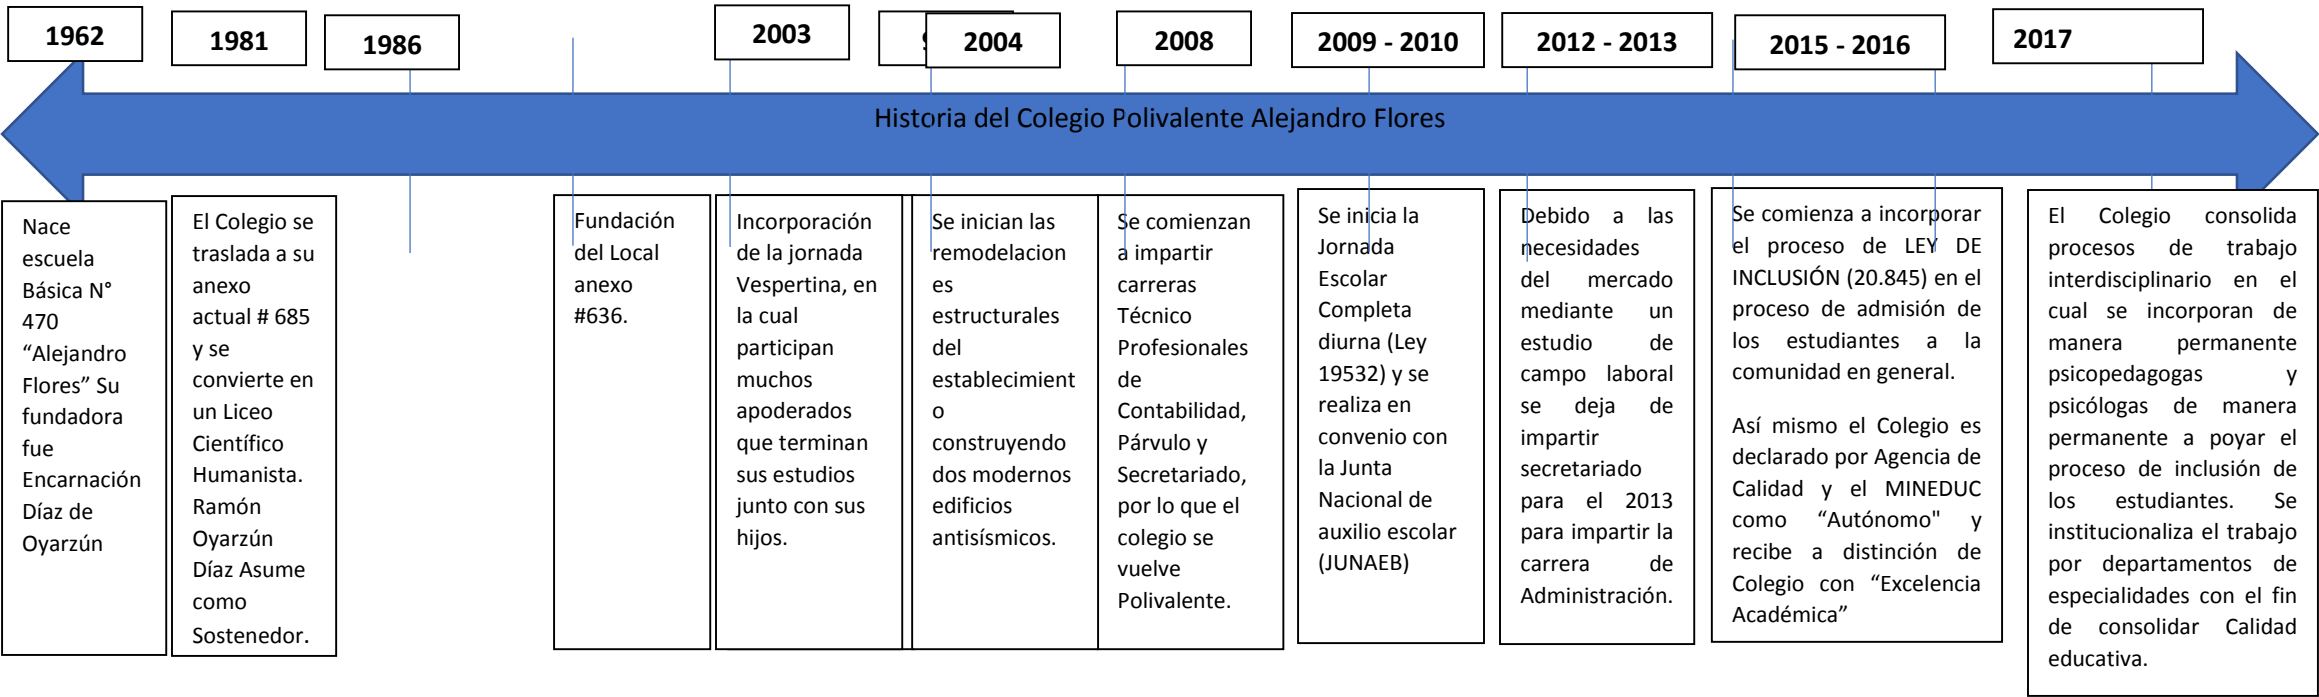 1962
1981
1986
2003
2004
2008
2009 - 2010
2012 - 2013
2015 - 2016
2017
Historia del Colegio Polivalente Alejandro Flores
Nace
escuela
Básica N°
470
“Alejandro
Flores” Su
fundadora
fue
Encarnación
Díaz de
Oyarzún
El Colegio se
traslada a su
anexo
actual # 685
y se
convierte en
un Liceo
Científico
Humanista.
Ramón
Oyarzún
Díaz Asume
como
Sostenedor.
Fundación
del Local
anexo
#636.
Incorporación
de la jornada
Vespertina, en
la cual
participan
muchos
apoderados
que terminan
sus estudios
junto con sus
hijos.
Se inician las
remodelacion
es
estructurales
del
establecimient
o
construyendo
dos modernos
edificios
antisísmicos.
Se comienzan
a impartir
carreras
Técnico
Profesionales
de
Contabilidad,
Párvulo y
Secretariado,
por lo que el
colegio se
vuelve
Polivalente.
Se inicia la
Jornada
Escolar
Completa
diurna (Ley
19532) y se
realiza en
convenio con
la Junta
Nacional de
auxilio escolar
(JUNAEB)
Debido a las
necesidades
del mercado
mediante un
estudio de
campo laboral
se deja de
impartir
secretariado
para el 2013
para impartir la
carrera de
Administración.
Se comienza a incorporar
el proceso de LEY DE
INCLUSIÓN (20.845) en el
proceso de admisión de
los estudiantes a la
comunidad en general.
Así mismo el Colegio es
declarado por Agencia de
Calidad y el MINEDUC
como “Autónomo" y
recibe a distinción de
Colegio con “Excelencia
Académica”
El Colegio consolida
procesos de trabajo
interdisciplinario en el
cual se incorporan de
manera permanente
psicopedagogas y
psicólogas de manera
permanente a poyar el
proceso de inclusión de
los estudiantes. Se
institucionaliza el trabajo
por departamentos de
especialidades con el fin
de consolidar Calidad
educativa.